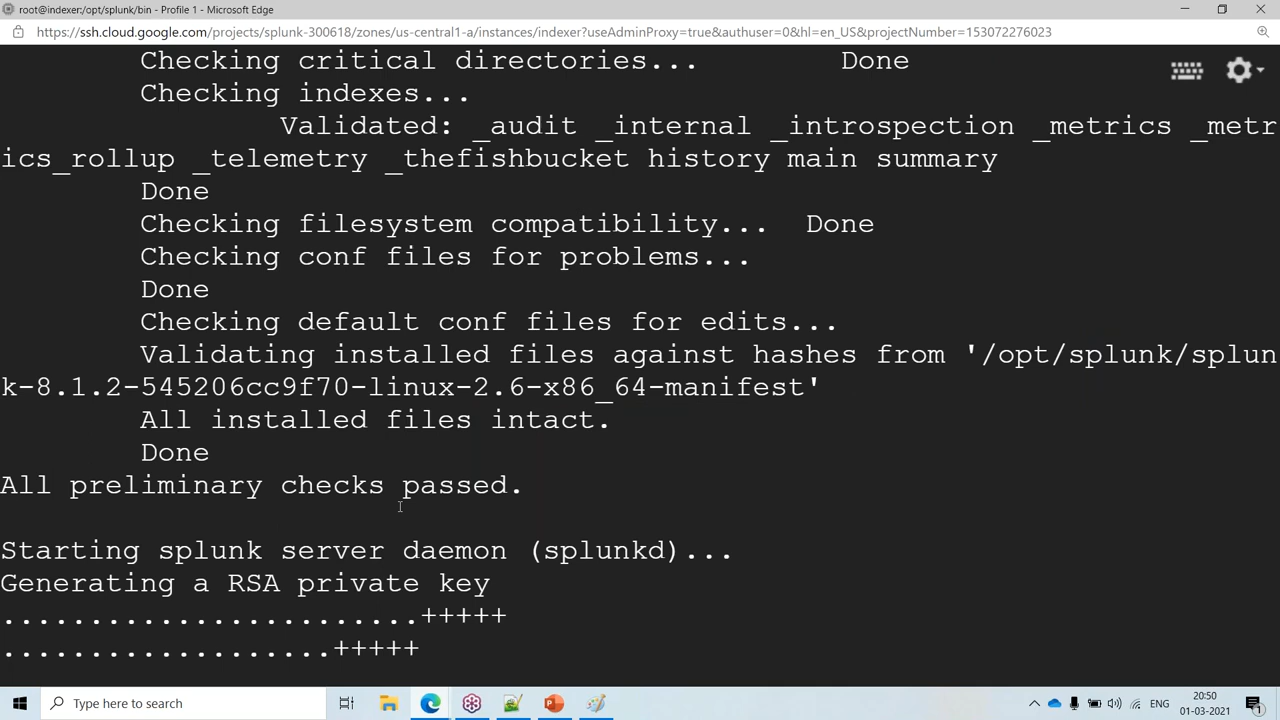 root@indexer:/opt/splunk/bin - Profile 1 - Microsoft Edge
https://ssh.cloud.google.com/projects/splunk-300618/zones/us-central1-a/instances/indexer?useAdminProxy=true&authuser=0&hl=en_US&projectNumber=153072276023
Checking critical directories... Done
Checking indexes...
Validated: _audit _internal _introspection _metrics _metr
ics_rollup _telemetry _thefishbucket history main summary
Done
Checking filesystem compatibility... Done
Checking conf files for problems...
Done
Checking default conf files for edits...
Validating installed files against hashes from '/opt/splunk/splun
k-8.1.2-545206cc9f70-linux-2.6-x86_64-manifest'
All installed files intact.
Done
All preliminary checks passed.
Starting splunk server daemon (splunkd)...
Generating a RSA private key
........................+++++
...................+++++
Type here to search
ENG
20:50
01-03-2021
1